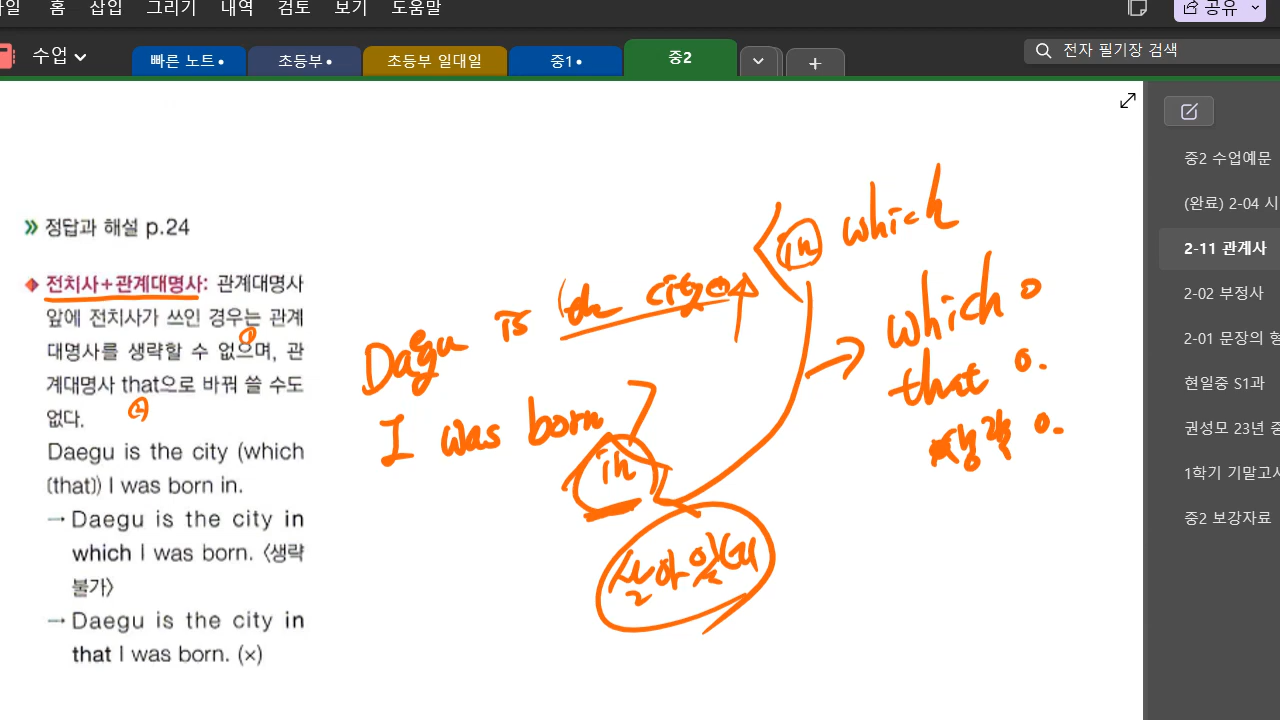 파일 홈 삽입 그리기 내역 검토 보기 도움말 공유
수업 빠른 노트 초등부 초등부 일대일 중1 중2 + 전자 필기장 검색
중2 수업예문
(완료) 2-04 시
2-11 관계사
2-02 부정사
2-01 문장의 형
현일중 S1과
권성모 23년 중
1학기 기말고사
중2 보강자료
» 정답과 해설 p.24
◆ 전치사+관계대명사: 관계대명사
앞에 전치사가 쓰인 경우는 관계
대명사를 생략할 수 없으며, 관
계대명사 that으로 바꿔 쓸 수도
없다.
Daegu is the city (which
(that)) I was born in.
→ Daegu is the city in
which I was born. <생략
불가>
→ Daegu is the city in
that I was born. (×)
in which
Daegu is the city
which o
that o.
생략 o.
I was born
in
살아있네